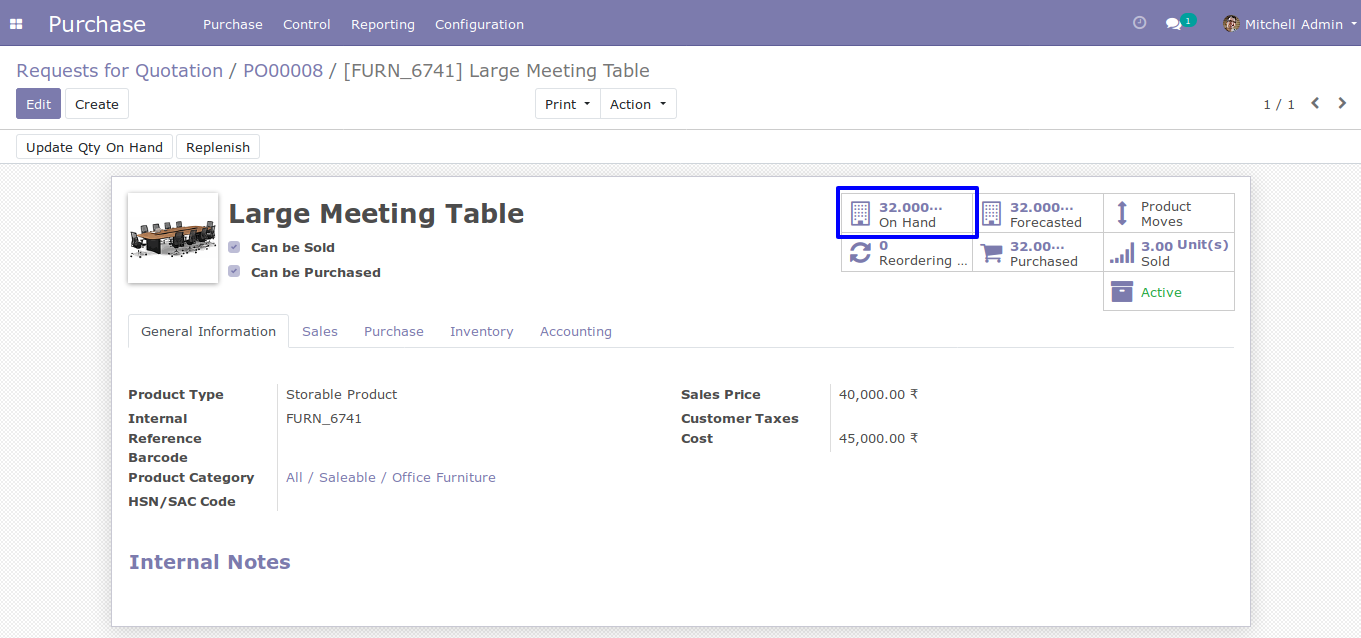 Purchase Purchase Control Reporting Configuration 1 Mitchell Admin
Requests for Quotation / PO00008 / [FURN_6741] Large Meeting Table
Edit Create Print Action 1 / 1
Update Qty On Hand Replenish
Large Meeting Table
Can be Sold
Can be Purchased
32.000...
On Hand
32.000...
Forecasted
Product
Moves
0
Reordering ...
32.00...
Purchased
3.00 Unit(s)
Sold
Active
General Information Sales Purchase Inventory Accounting
Product Type Storable Product
Internal Reference FURN_6741
Barcode
Product Category All / Saleable / Office Furniture
HSN/SAC Code
Sales Price 40,000.00 ₹
Customer Taxes
Cost 45,000.00 ₹
Internal Notes